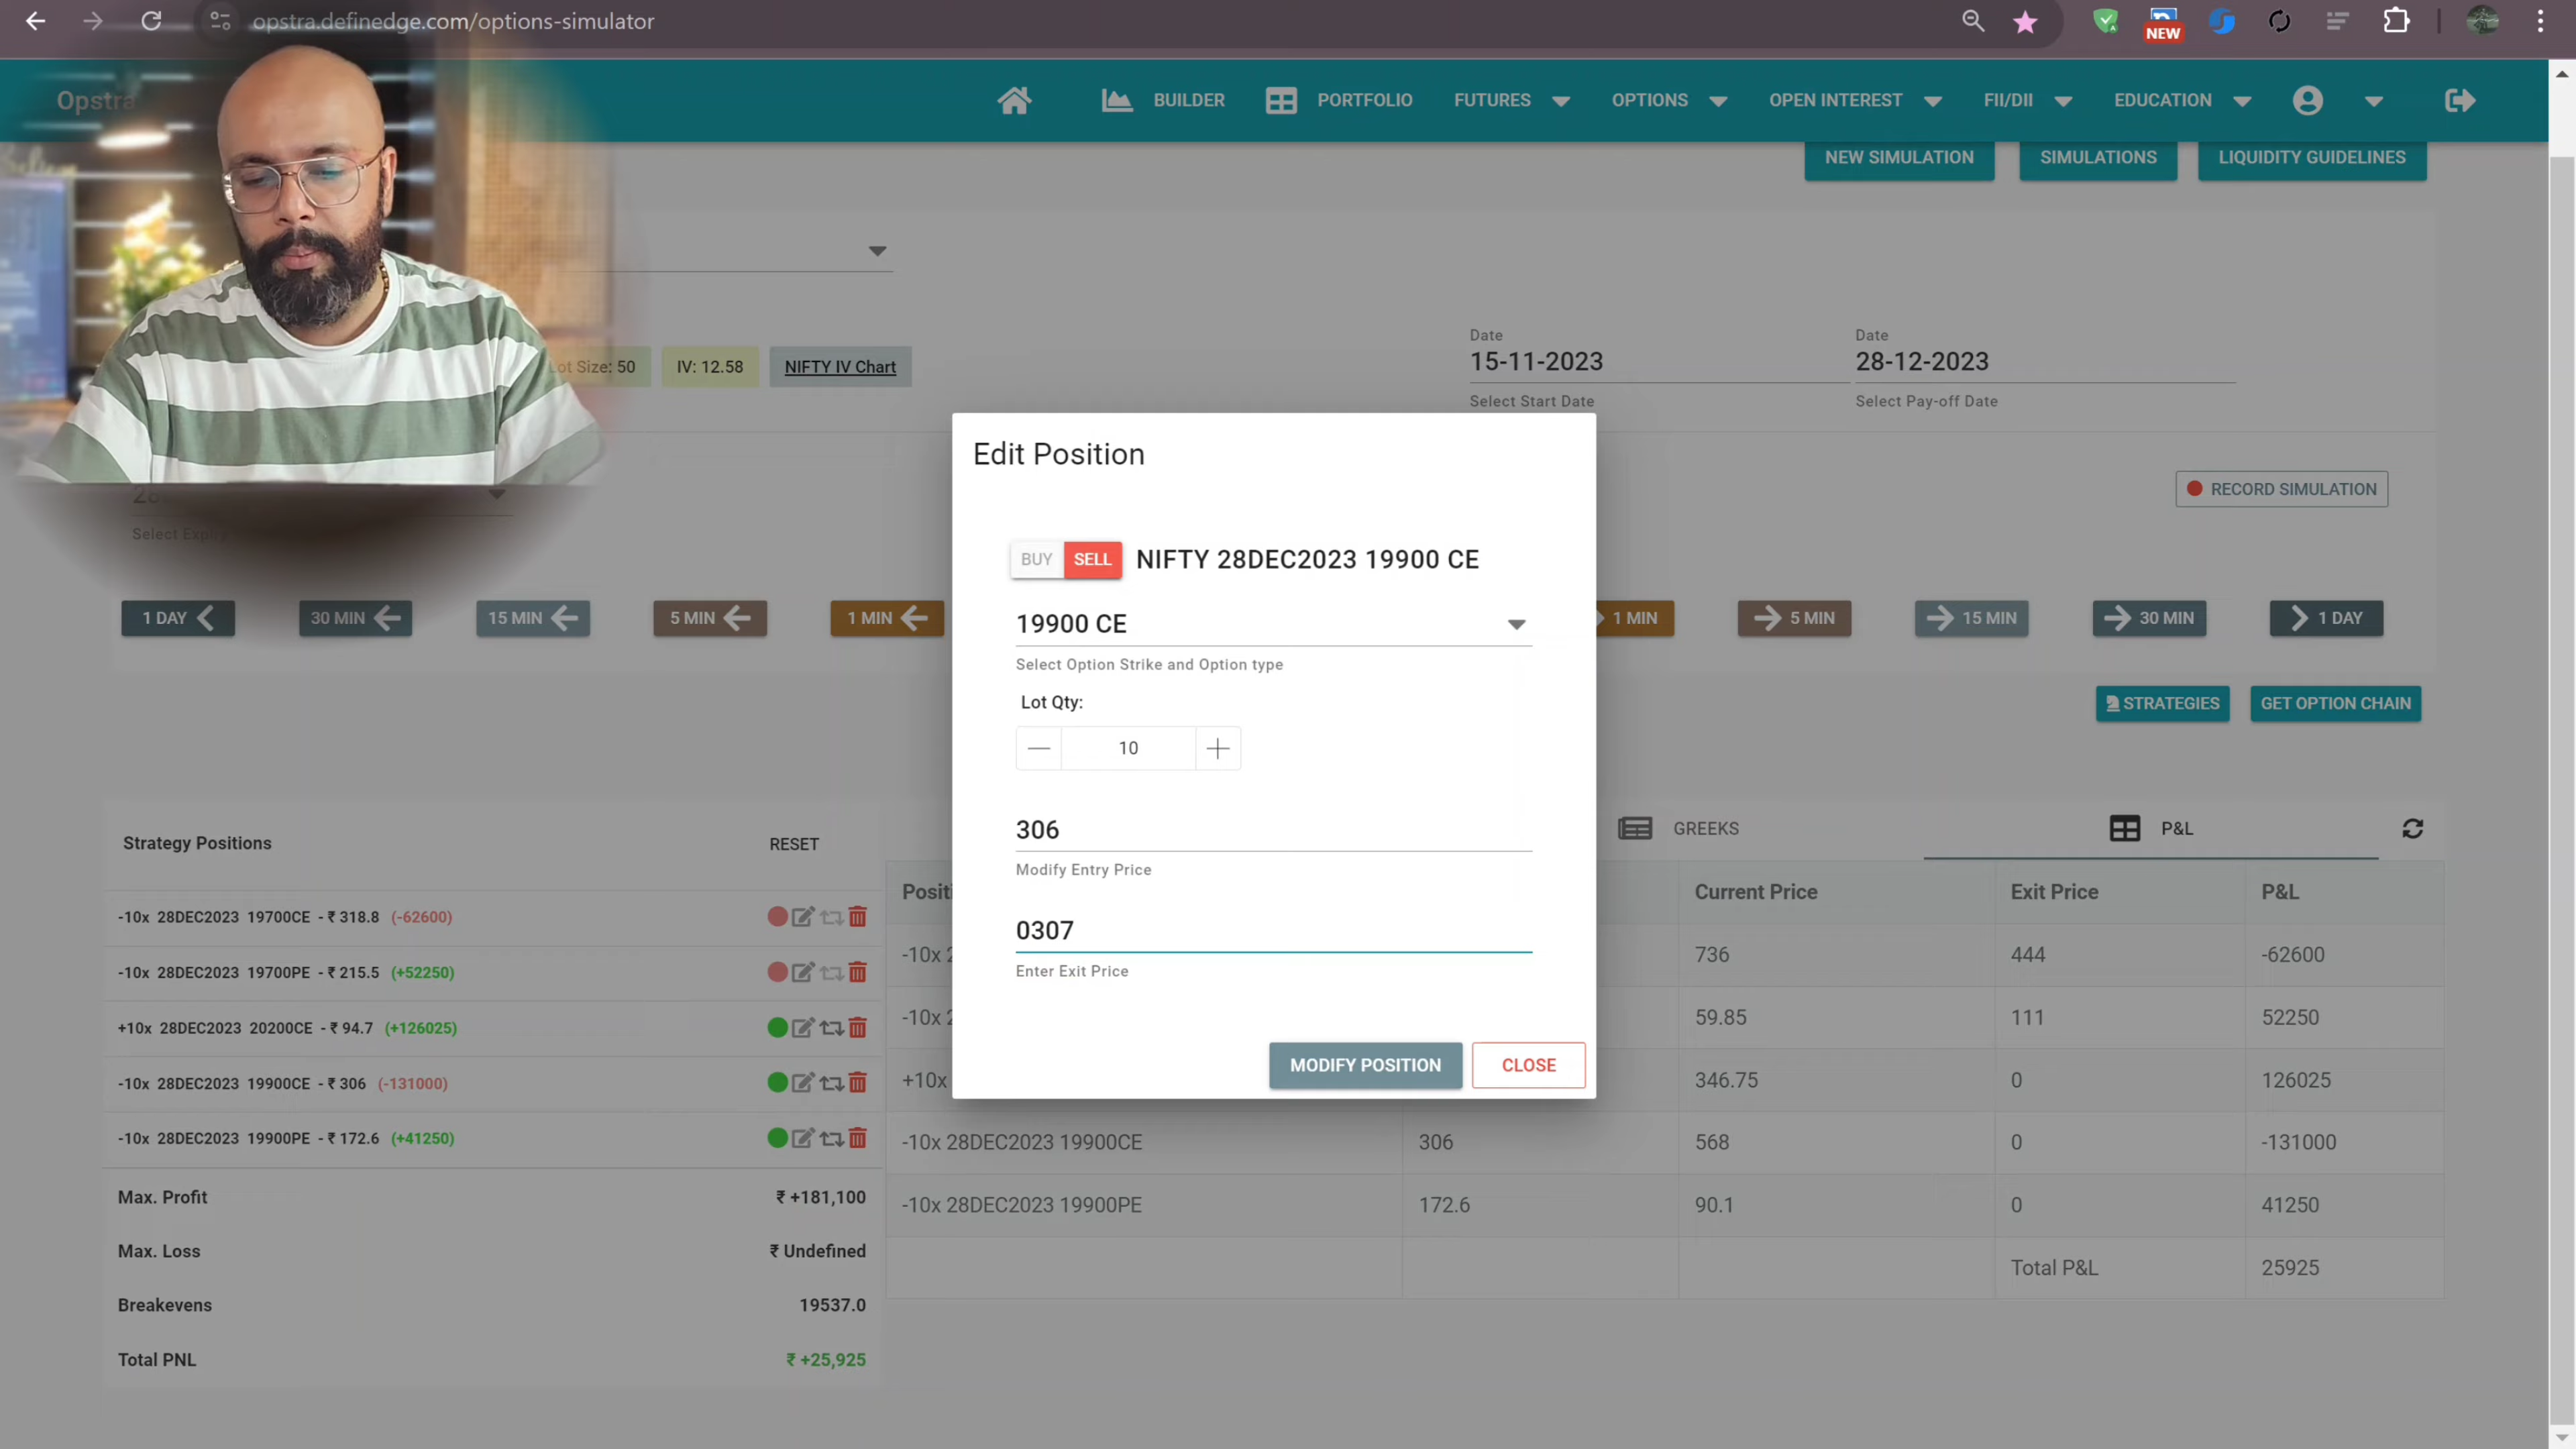 opstra.definedge.com/options-simulator
NEW
Opstra
BUILDER
PORTFOLIO
FUTURES
OPTIONS
OPEN INTEREST
FII/DII
EDUCATION
NEW SIMULATION
SIMULATIONS
LIQUIDITY GUIDELINES
Lot Size: 50
IV: 12.58
NIFTY IV Chart
Date
15-11-2023
Select Start Date
Date
28-12-2023
Select Pay-off Date
RECORD SIMULATION
Select
1 DAY
30 MIN
15 MIN
5 MIN
1 MIN
1 MIN
5 MIN
15 MIN
30 MIN
1 DAY
STRATEGIES
GET OPTION CHAIN
Edit Position
BUY
SELL
NIFTY 28DEC2023 19900 CE
19900 CE
Select Option Strike and Option type
Lot Qty:
10
306
Modify Entry Price
0307
Enter Exit Price
MODIFY POSITION
CLOSE
Strategy Positions
RESET
-10x 28DEC2023 19700CE - ₹ 318.8 (-62600)
-10x 28DEC2023 19700PE - ₹ 215.5 (+52250)
+10x 28DEC2023 20200CE - ₹ 94.7 (+126025)
-10x 28DEC2023 19900CE - ₹ 306 (-131000)
-10x 28DEC2023 19900PE - ₹ 172.6 (+41250)
Max. Profit ₹ +181,100
Max. Loss ₹ Undefined
Breakevens 19537.0
Total PNL ₹ +25,925
GREEKS
P&L
Current Price Exit Price P&L
-10x 736 444 -62600
-10x 59.85 111 52250
+10x 346.75 0 126025
-10x 28DEC2023 19900CE 306 568 0 -131000
-10x 28DEC2023 19900PE 172.6 90.1 0 41250
Total P&L 25925